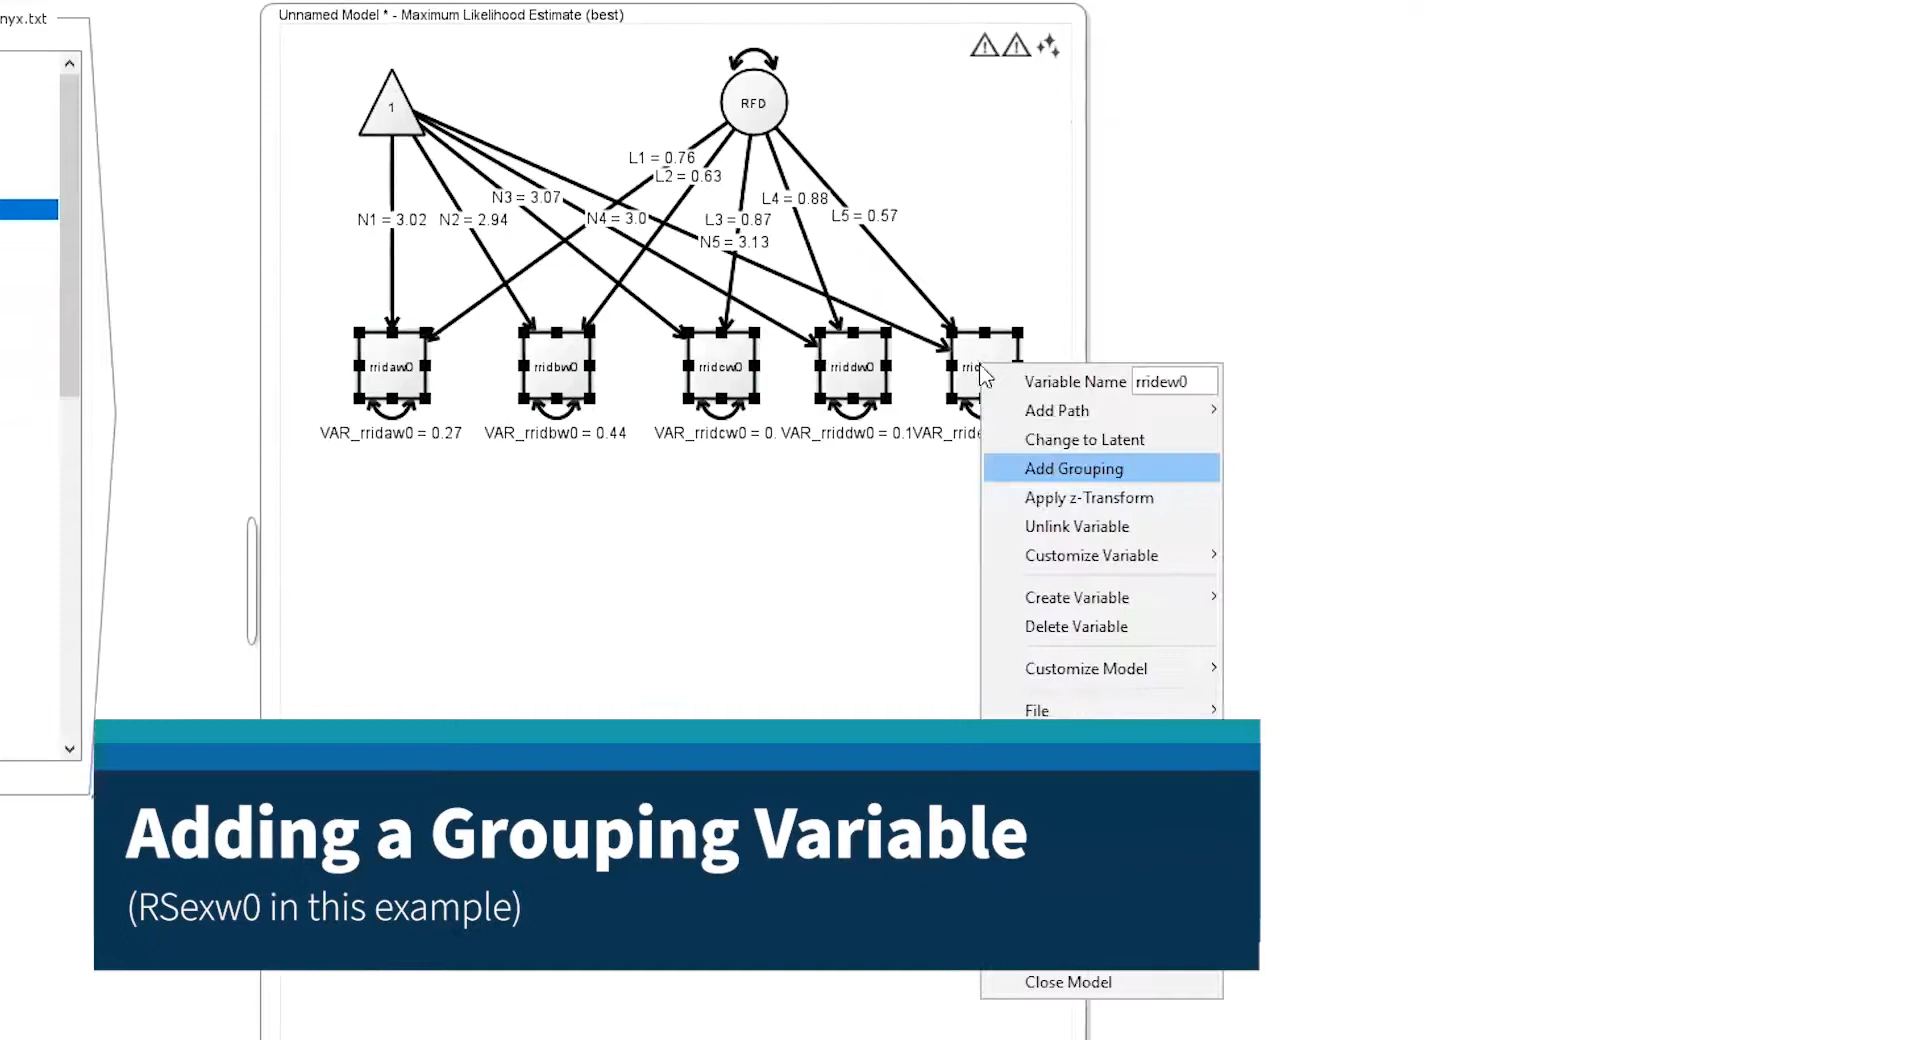 nyx.txt
Unnamed Model * - Maximum Likelihood Estimate (best)
1
RFD
L1 = 0.76
L2 = 0.63
N3 = 3.07
L4 = 0.88
N1 = 3.02
N2 = 2.94
N4 = 3.0
L3 = 0.87
L5 = 0.57
N5 = 3.13
rridaw0
rridbw0
rridcw0
rriddw0
VAR_rridaw0 = 0.27
VAR_rridbw0 = 0.44
VAR_rridcw0 = 0.
VAR_rriddw0 = 0.1
Variable Name rridew0
Add Path
Change to Latent
Add Grouping
Apply z-Transform
Unlink Variable
Customize Variable
Create Variable
Delete Variable
Customize Model
File
Adding a Grouping Variable
(RSexw0 in this example)
Close Model